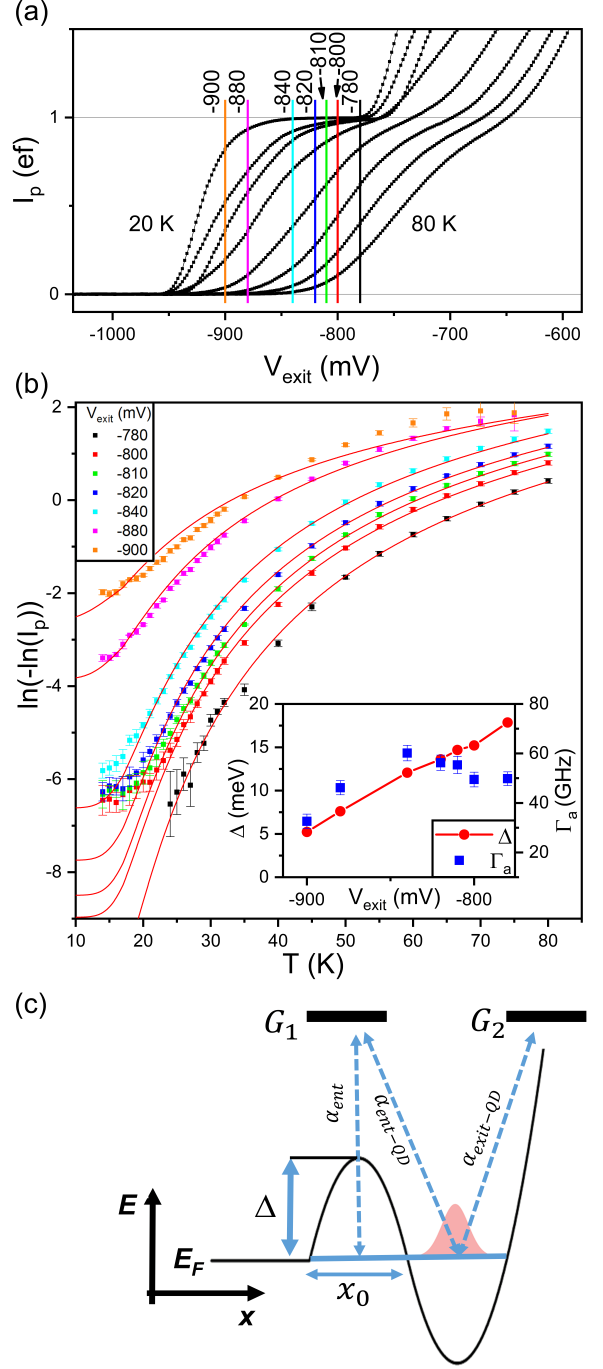 (a)
-900
-880
-840
-820
-810
-800
-780
1
0
I_p (ef)
20 K
80 K
-1000 -900 -800 -700 -600
V_exit (mV)
(b)
V_exit (mV)
-780
-800
-810
-820
-840
-880
-900
2
0
-2
-4
-6
-8
ln(-ln(I_p))
10 20 30 40 50 60 70 80
T (K)
20
15
10
5
0
Δ (meV)
80
60
40
20
Γ_a (GHz)
Δ
Γ_a
-900 -800
V_exit (mV)
(c)
G_1 G_2
α_ent
α_ent-QD
α_exit-QD
Δ
E
E_F
x_0
x